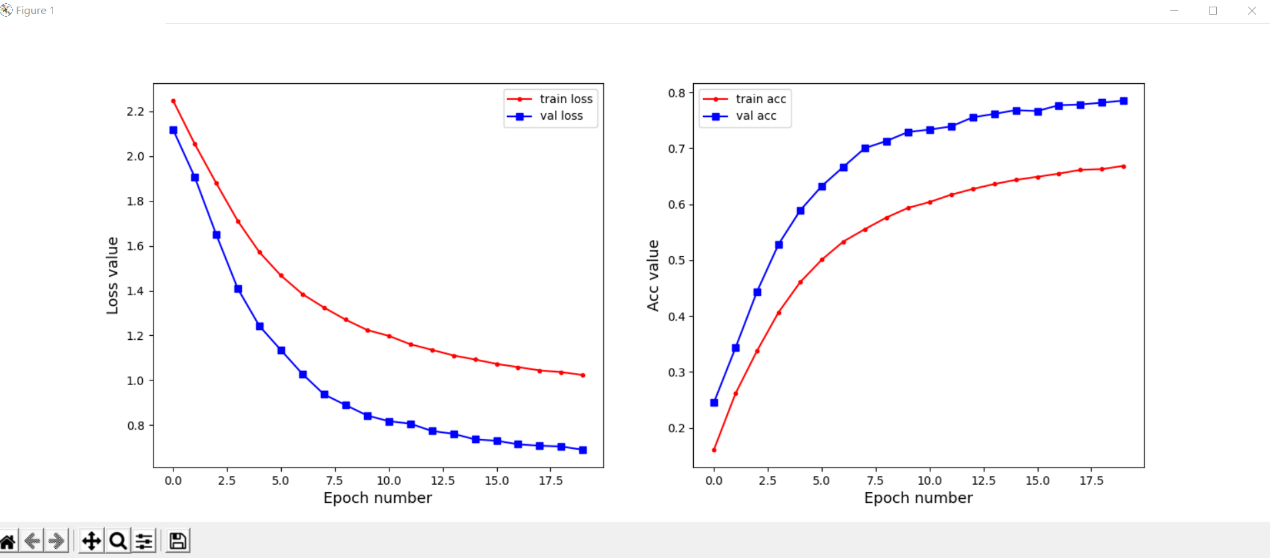 Figure 1
train loss
val loss
2.2
2.0
1.8
1.6
1.4
1.2
1.0
0.8
Loss value
0.0 2.5 5.0 7.5 10.0 12.5 15.0 17.5
Epoch number
train acc
val acc
0.8
0.7
0.6
0.5
0.4
0.3
0.2
Acc value
0.0 2.5 5.0 7.5 10.0 12.5 15.0 17.5
Epoch number